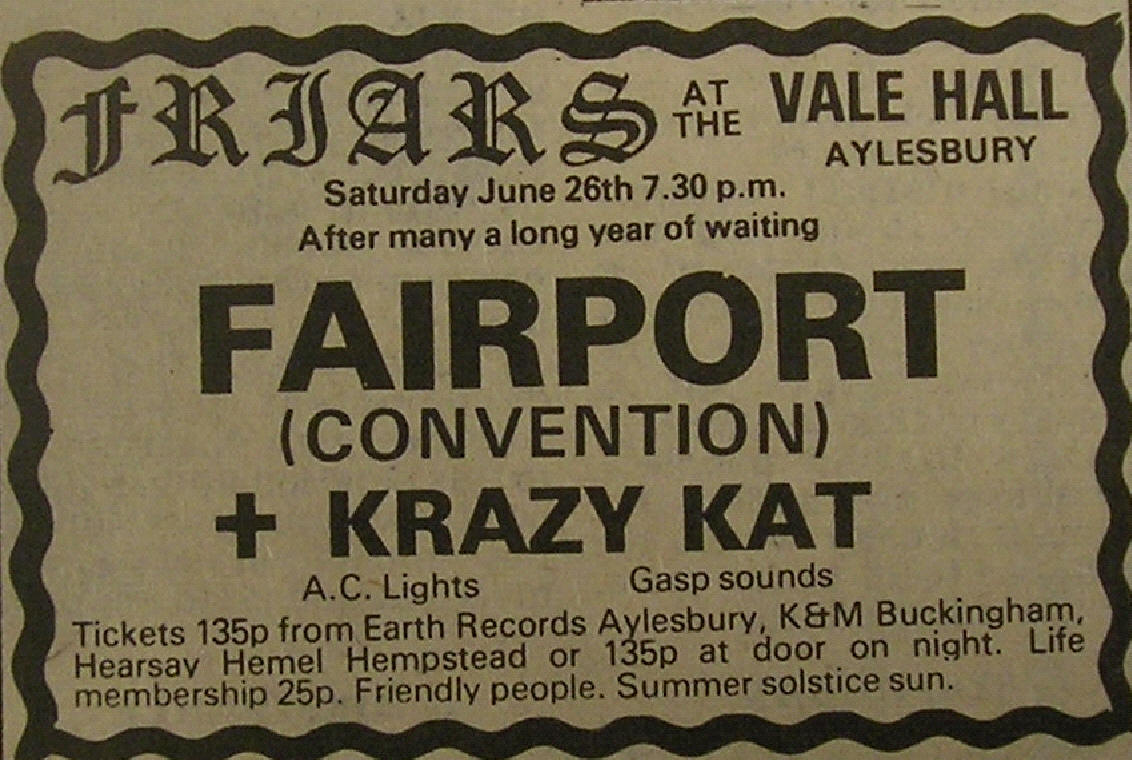 FRIARS AT THE VALE HALL
AYLESBURY
Saturday June 26th 7.30 p.m.
After many a long year of waiting
FAIRPORT
(CONVENTION)
+ KRAZY KAT
A.C. Lights Gasp sounds
Tickets 135p from Earth Records Aylesbury, K&M Buckingham,
Hearsay Hemel Hempstead or 135p at door on night. Life
membership 25p. Friendly people. Summer solstice sun.